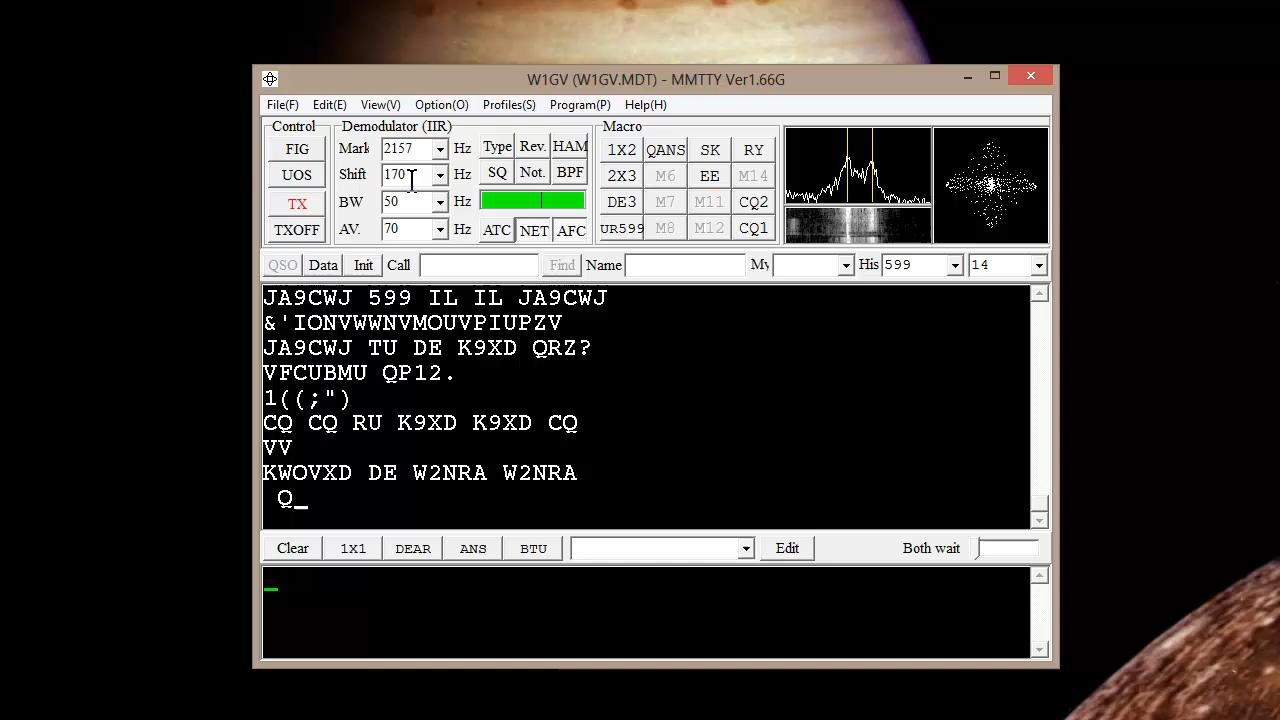 W1GV (W1GV.MDT) - MMTTY Ver1.66G
File(F) Edit(E) View(V) Option(O) Profiles(S) Program(P) Help(H)
Control Demodulator (IIR) Macro
FIG Mark 2157 Hz Type Rev. HAM 1X2 QANS SK RY
UOS Shift 170 Hz SQ Not. BPF 2X3 M6 EE M14
TX BW 50 Hz DE3 M7 M11 CQ2
TXOFF AV. 70 Hz ATC NET AFC UR599 M8 M12 CQ1
QSO Data Init Call Find Name My His 599 14
JA9CWJ 599 IL IL JA9CWJ
&'IONVWWNVMOUVPIUPZV
JA9CWJ TU DE K9XD QRZ?
VFCUBMU QP12.
1((;")
CQ CQ RU K9XD K9XD CQ
VV
KWOVXD DE W2NRA W2NRA
Q_
Clear 1X1 DEAR ANS BTU Edit Both wait